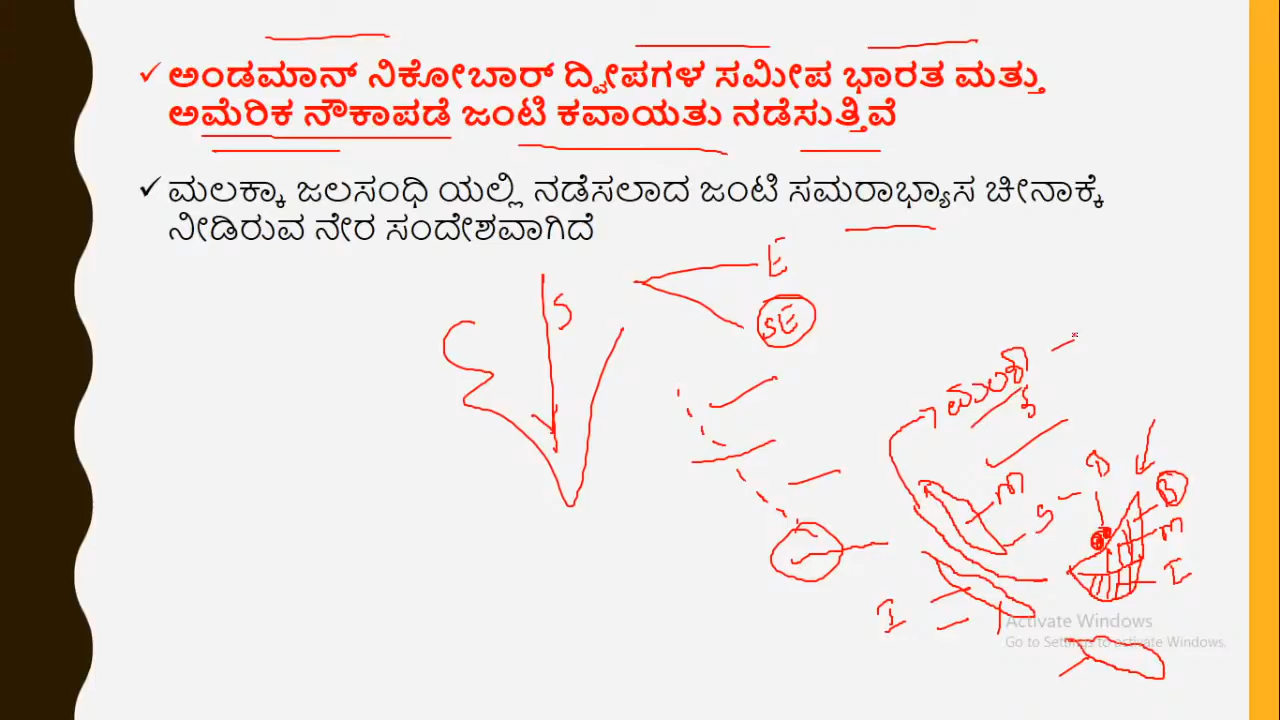 ಅಂಡಮಾನ್ ನಿಕೋಬಾರ್ ದ್ವೀಪಗಳ ಸಮೀಪ ಭಾರತ ಮತ್ತು
ಅಮೆರಿಕ ನೌಕಾಪಡೆ ಜಂಟಿ ಕವಾಯತು ನಡೆಸುತ್ತಿವೆ
ಮಲಕ್ಕಾ ಜಲಸಂಧಿ ಯಲ್ಲಿ ನಡೆಸಲಾದ ಜಂಟಿ ಸಮರಾಭ್ಯಾಸ ಚೀನಾಕ್ಕೆ
ನೀಡಿರುವ ನೇರ ಸಂದೇಶವಾಗಿದೆ
E
S
SE
M
S
B
B
M
I
I
Activate Windows
Go to Settings to activate Windows.